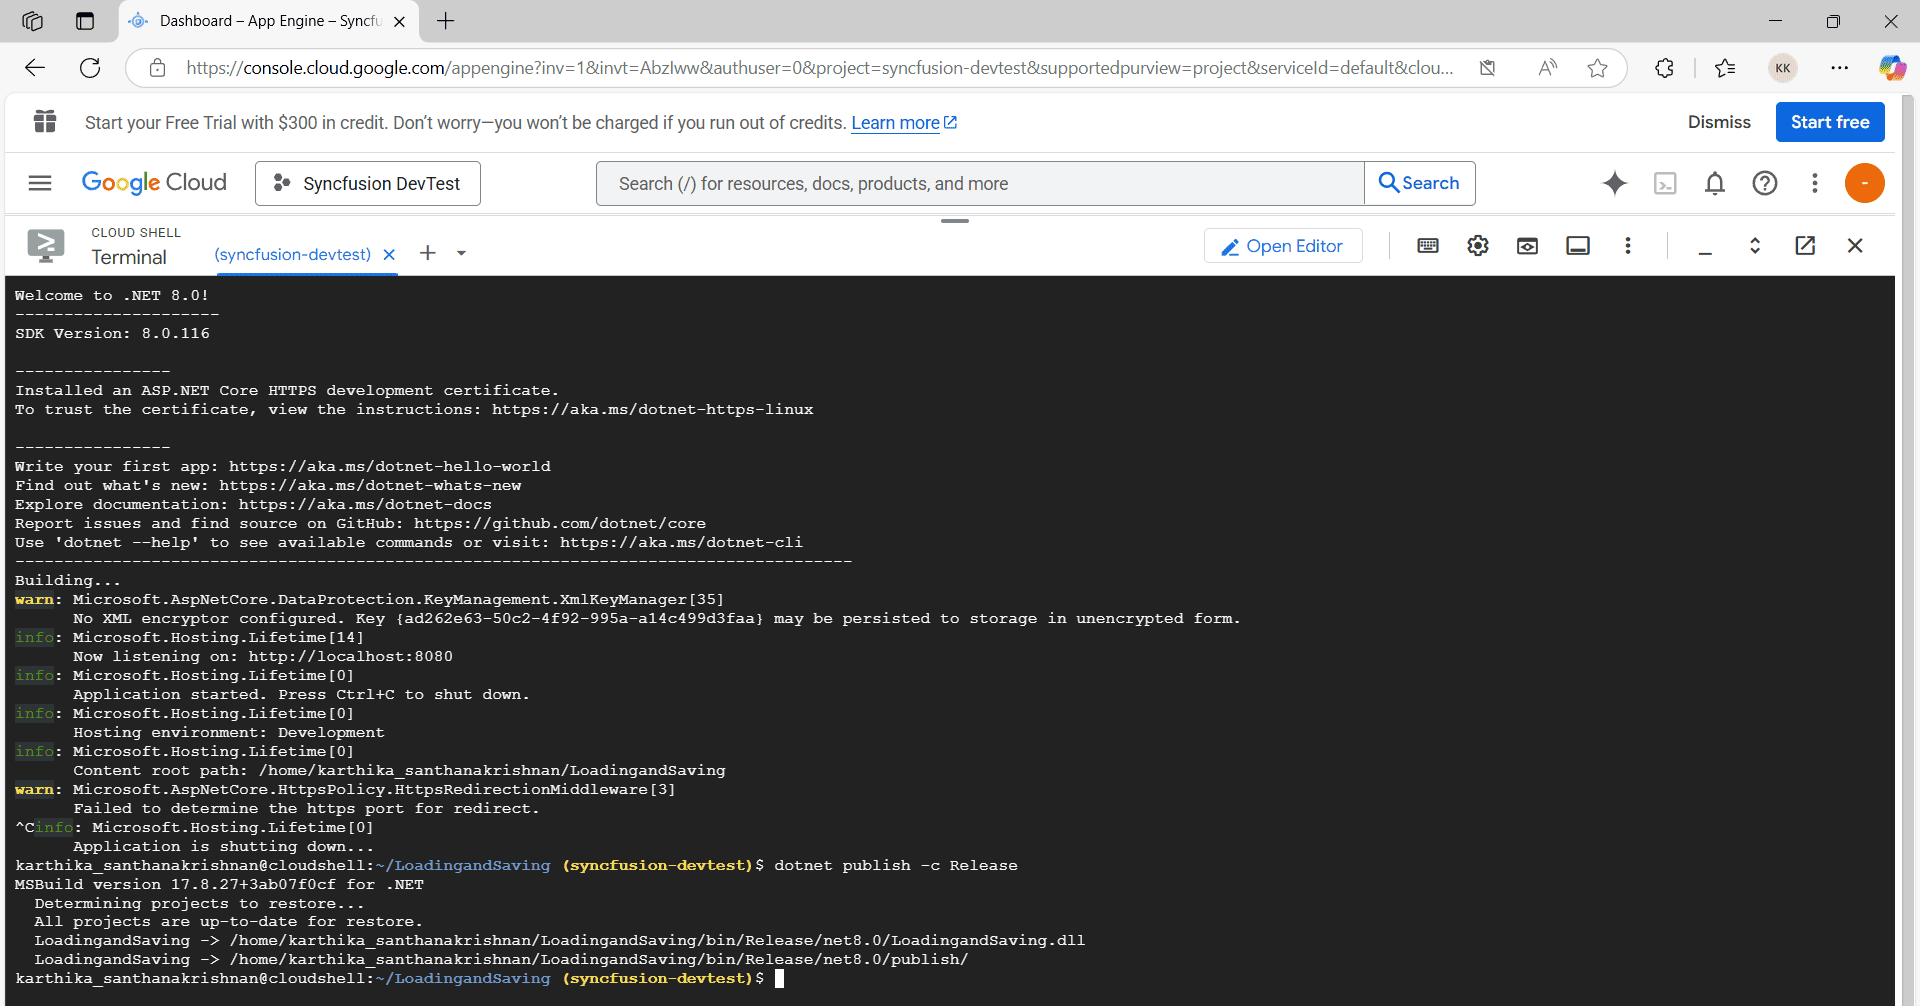 Dashboard – App Engine – Syncfu
https://console.cloud.google.com/appengine?inv=1&invt=AbzIww&authuser=0&project=syncfusion-devtest&supportedpurview=project&serviceId=default&clou...
KK
Start your Free Trial with $300 in credit. Don’t worry—you won’t be charged if you run out of credits. Learn more
Dismiss
Start free
Google Cloud
Syncfusion DevTest
Search (/) for resources, docs, products, and more
Search
-
CLOUD SHELL
Terminal
(syncfusion-devtest)
Open Editor
Welcome to .NET 8.0!
---------------------
SDK Version: 8.0.116
----------------
Installed an ASP.NET Core HTTPS development certificate.
To trust the certificate, view the instructions: https://aka.ms/dotnet-https-linux
----------------
Write your first app: https://aka.ms/dotnet-hello-world
Find out what's new: https://aka.ms/dotnet-whats-new
Explore documentation: https://aka.ms/dotnet-docs
Report issues and find source on GitHub: https://github.com/dotnet/core
Use 'dotnet --help' to see available commands or visit: https://aka.ms/dotnet-cli
--------------------------------------------------------------------------------------
Building...
warn: Microsoft.AspNetCore.DataProtection.KeyManagement.XmlKeyManager[35]
No XML encryptor configured. Key {ad262e63-50c2-4f92-995a-a14c499d3faa} may be persisted to storage in unencrypted form.
info: Microsoft.Hosting.Lifetime[14]
Now listening on: http://localhost:8080
info: Microsoft.Hosting.Lifetime[0]
Application started. Press Ctrl+C to shut down.
info: Microsoft.Hosting.Lifetime[0]
Hosting environment: Development
info: Microsoft.Hosting.Lifetime[0]
Content root path: /home/karthika_santhanakrishnan/LoadingandSaving
warn: Microsoft.AspNetCore.HttpsPolicy.HttpsRedirectionMiddleware[3]
Failed to determine the https port for redirect.
^Cinfo: Microsoft.Hosting.Lifetime[0]
Application is shutting down...
karthika_santhanakrishnan@cloudshell:~/LoadingandSaving (syncfusion-devtest)$ dotnet publish -c Release
MSBuild version 17.8.27+3ab07f0cf for .NET
Determining projects to restore...
All projects are up-to-date for restore.
LoadingandSaving -> /home/karthika_santhanakrishnan/LoadingandSaving/bin/Release/net8.0/LoadingandSaving.dll
LoadingandSaving -> /home/karthika_santhanakrishnan/LoadingandSaving/bin/Release/net8.0/publish/
karthika_santhanakrishnan@cloudshell:~/LoadingandSaving (syncfusion-devtest)$